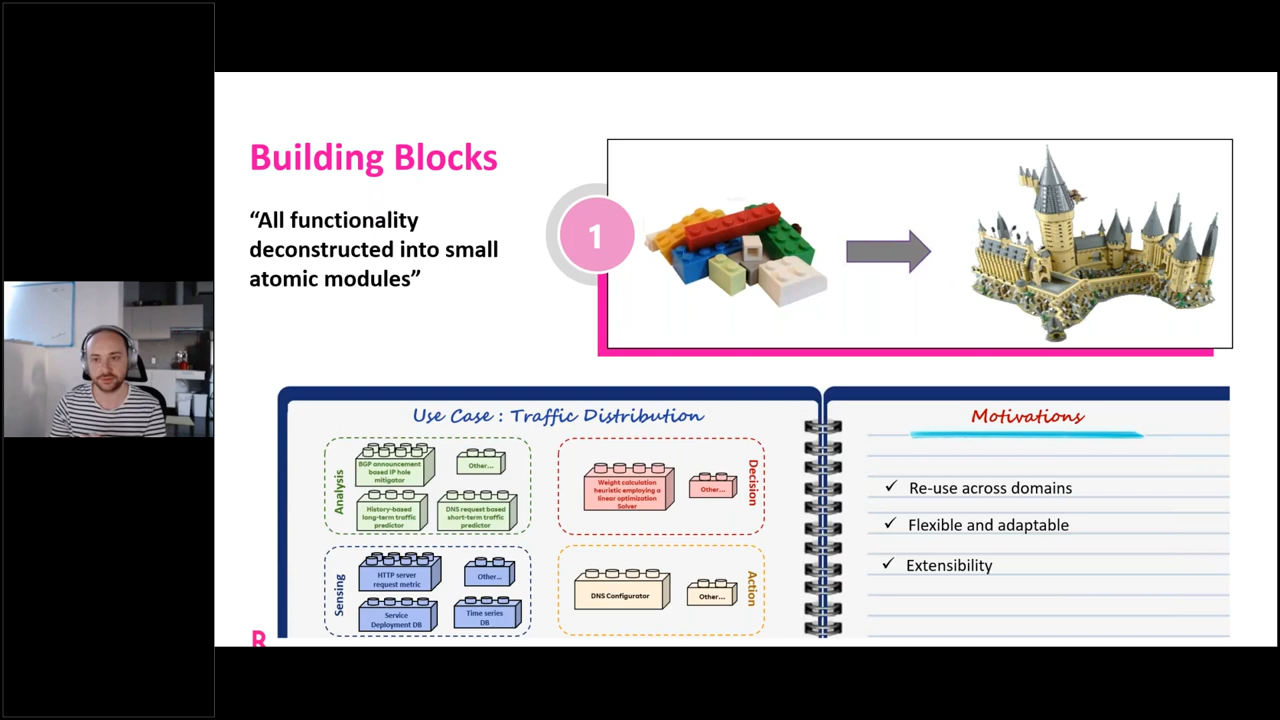 Building Blocks
“All functionality
deconstructed into small
atomic modules”
1
Use Case : Traffic Distribution
Analysis
BGP announcement
based IP hole
mitigator
Other...
History-based
long-term traffic
predictor
DNS request based
short-term traffic
predictor
Decision
Weight calculation
heuristic employing a
linear optimization
Solver
Other...
Sensing
HTTP server
request metric
Other...
Service
Deployment DB
Time series
DB
Action
DNS Configurator
Other...
Motivations
✓ Re-use across domains
✓ Flexible and adaptable
✓ Extensibility
R